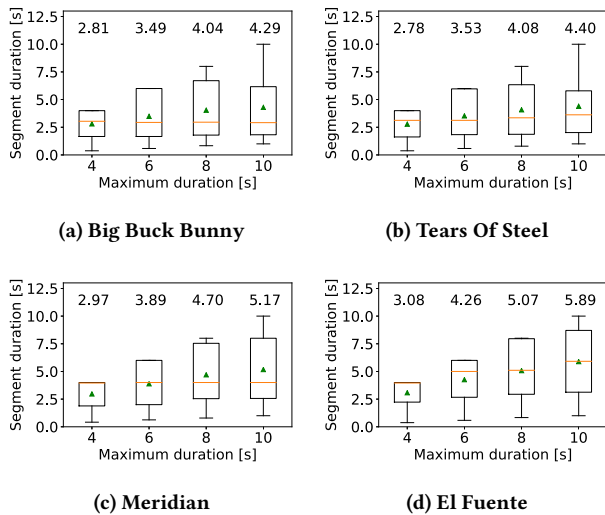 Segment duration [s]
12.5
10.0
7.5
5.0
2.5
0.0
2.81 3.49 4.04 4.29
4 6 8 10
Maximum duration [s]
(a) Big Buck Bunny
Segment duration [s]
12.5
10.0
7.5
5.0
2.5
0.0
2.78 3.53 4.08 4.40
4 6 8 10
Maximum duration [s]
(b) Tears Of Steel
Segment duration [s]
12.5
10.0
7.5
5.0
2.5
0.0
2.97 3.89 4.70 5.17
4 6 8 10
Maximum duration [s]
(c) Meridian
Segment duration [s]
12.5
10.0
7.5
5.0
2.5
0.0
3.08 4.26 5.07 5.89
4 6 8 10
Maximum duration [s]
(d) El Fuente